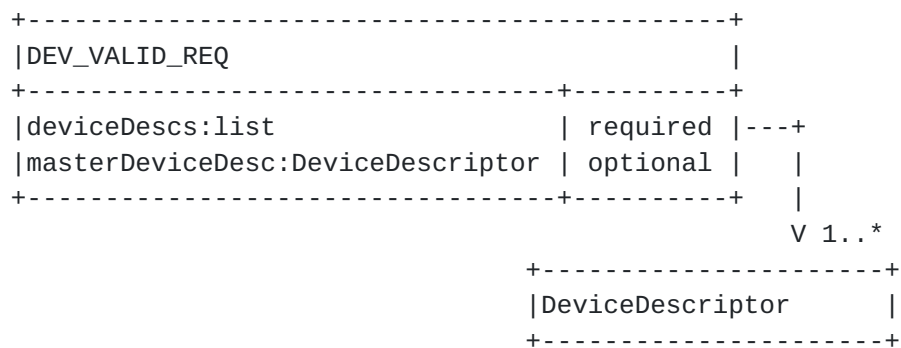 +---------------------------------------------+
|DEV_VALID_REQ                                |
+----------------------------------+----------+
|deviceDescs:list                  | required |---+
|masterDeviceDesc:DeviceDescriptor | optional |   |
+----------------------------------+----------+   |
                                                  V 1..*
                                 +----------------------+
                                 |DeviceDescriptor      |
                                 +----------------------+